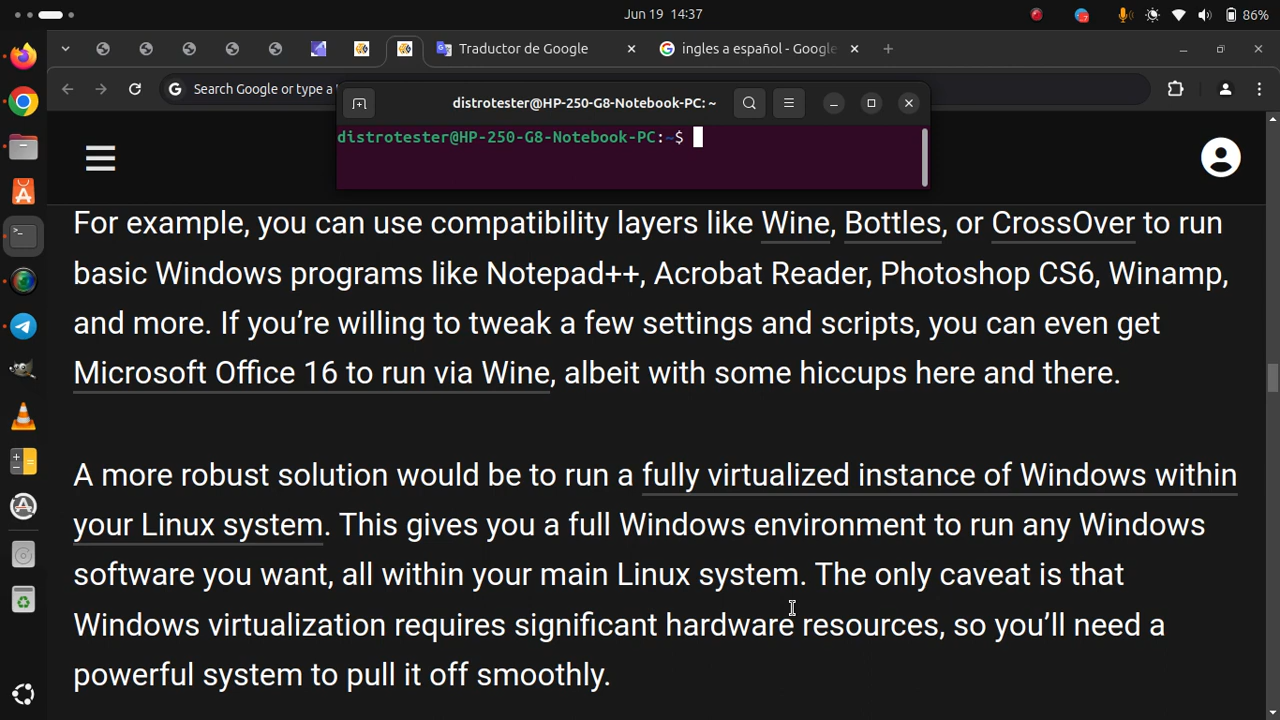 Jun 19 14:37
86%
Traductor de Google
ingles a español - Google
Search Google or type a
distrotester@HP-250-G8-Notebook-PC: ~
distrotester@HP-250-G8-Notebook-PC:~$
For example, you can use compatibility layers like Wine, Bottles, or CrossOver to run
basic Windows programs like Notepad++, Acrobat Reader, Photoshop CS6, Winamp,
and more. If you’re willing to tweak a few settings and scripts, you can even get
Microsoft Office 16 to run via Wine, albeit with some hiccups here and there.
A more robust solution would be to run a fully virtualized instance of Windows within
your Linux system. This gives you a full Windows environment to run any Windows
software you want, all within your main Linux system. The only caveat is that
Windows virtualization requires significant hardware resources, so you’ll need a
powerful system to pull it off smoothly.